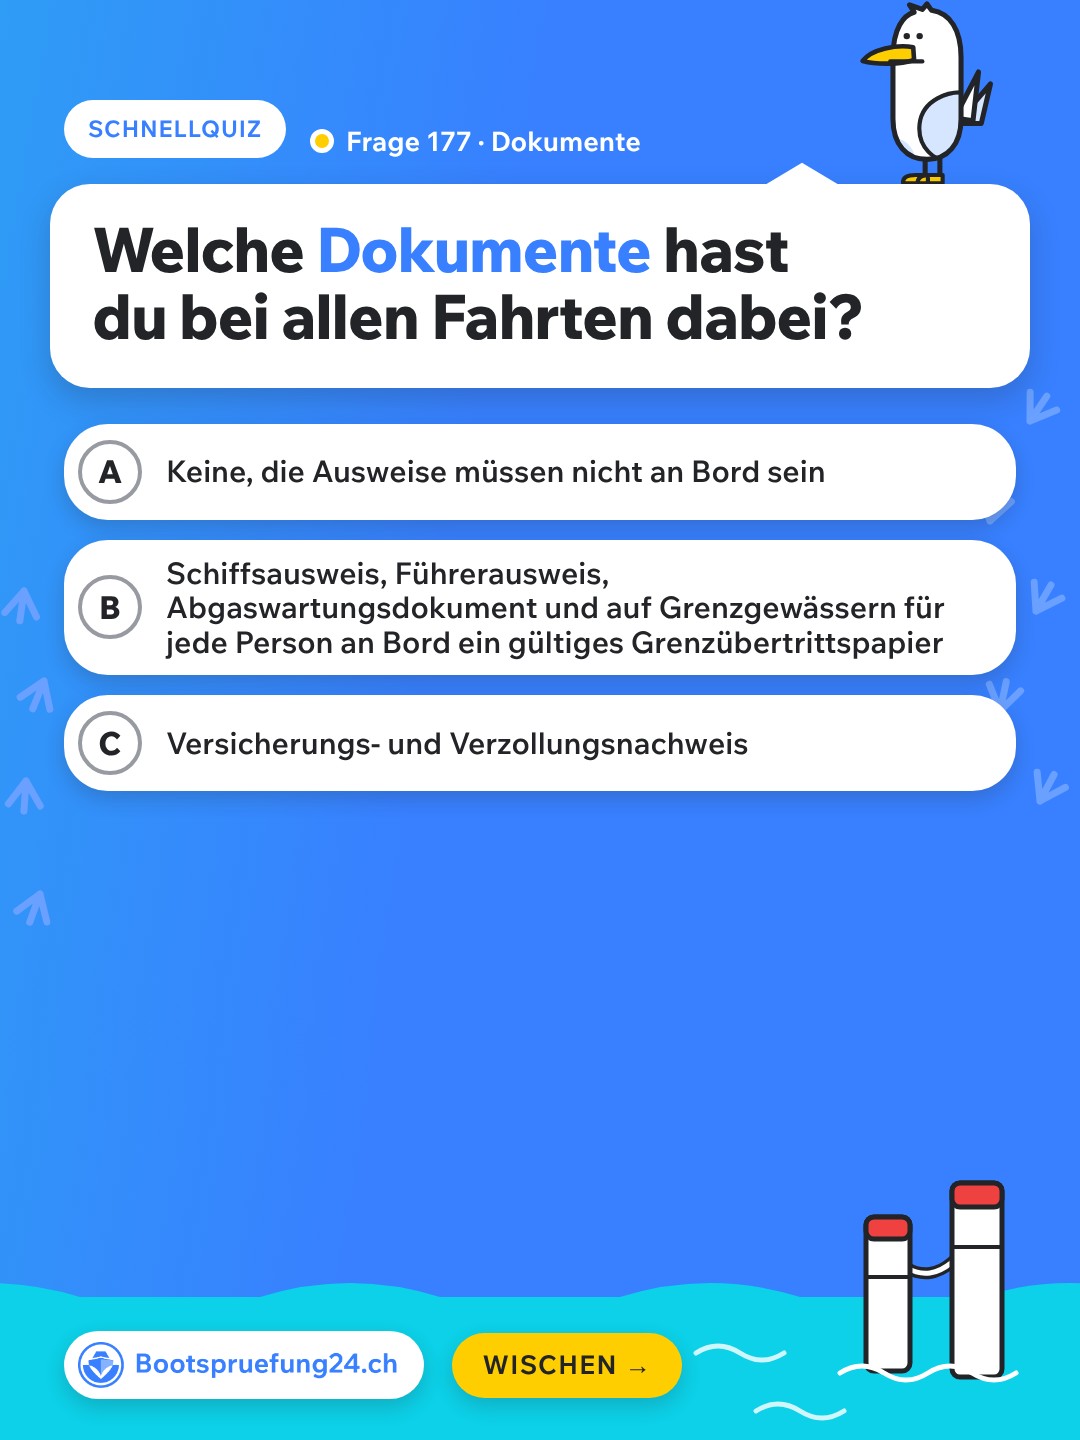 SCHNELLQUIZ
Frage 177 · Dokumente
Welche Dokumente hast
du bei allen Fahrten dabei?
A
Keine, die Ausweise müssen nicht an Bord sein
B
Schiffsausweis, Führerausweis,
Abgaswartungsdokument und auf Grenzgewässern für
jede Person an Bord ein gültiges Grenzübertrittspapier
C
Versicherungs- und Verzollungsnachweis
Bootspruefung24.ch
WISCHEN →